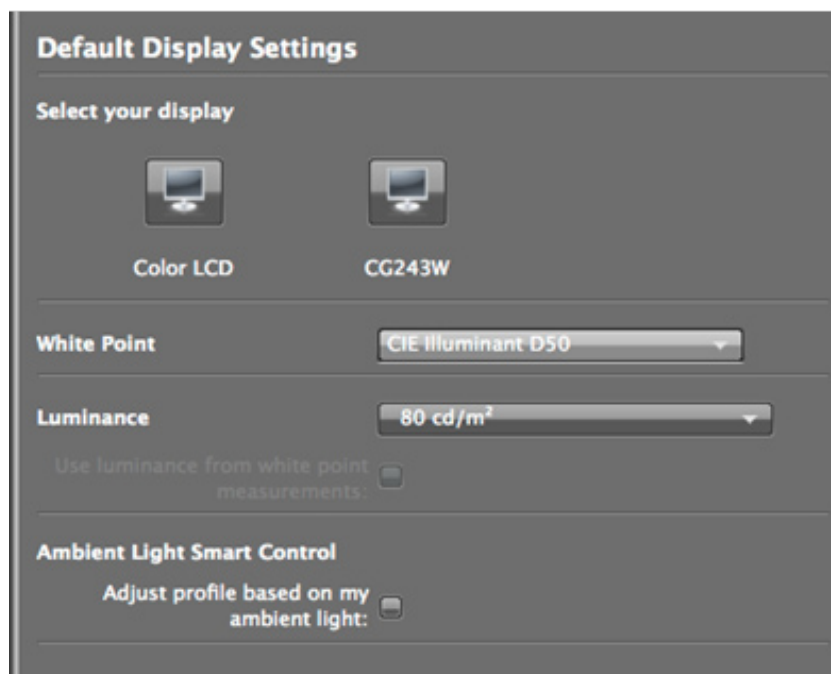 Default Display Settings
Select your display
Color LCD
CG243W
White Point
CIE Illuminant D50
Luminance
80 cd/m²
Use luminance from white point
measurements:
Ambient Light Smart Control
Adjust profile based on my
ambient light: